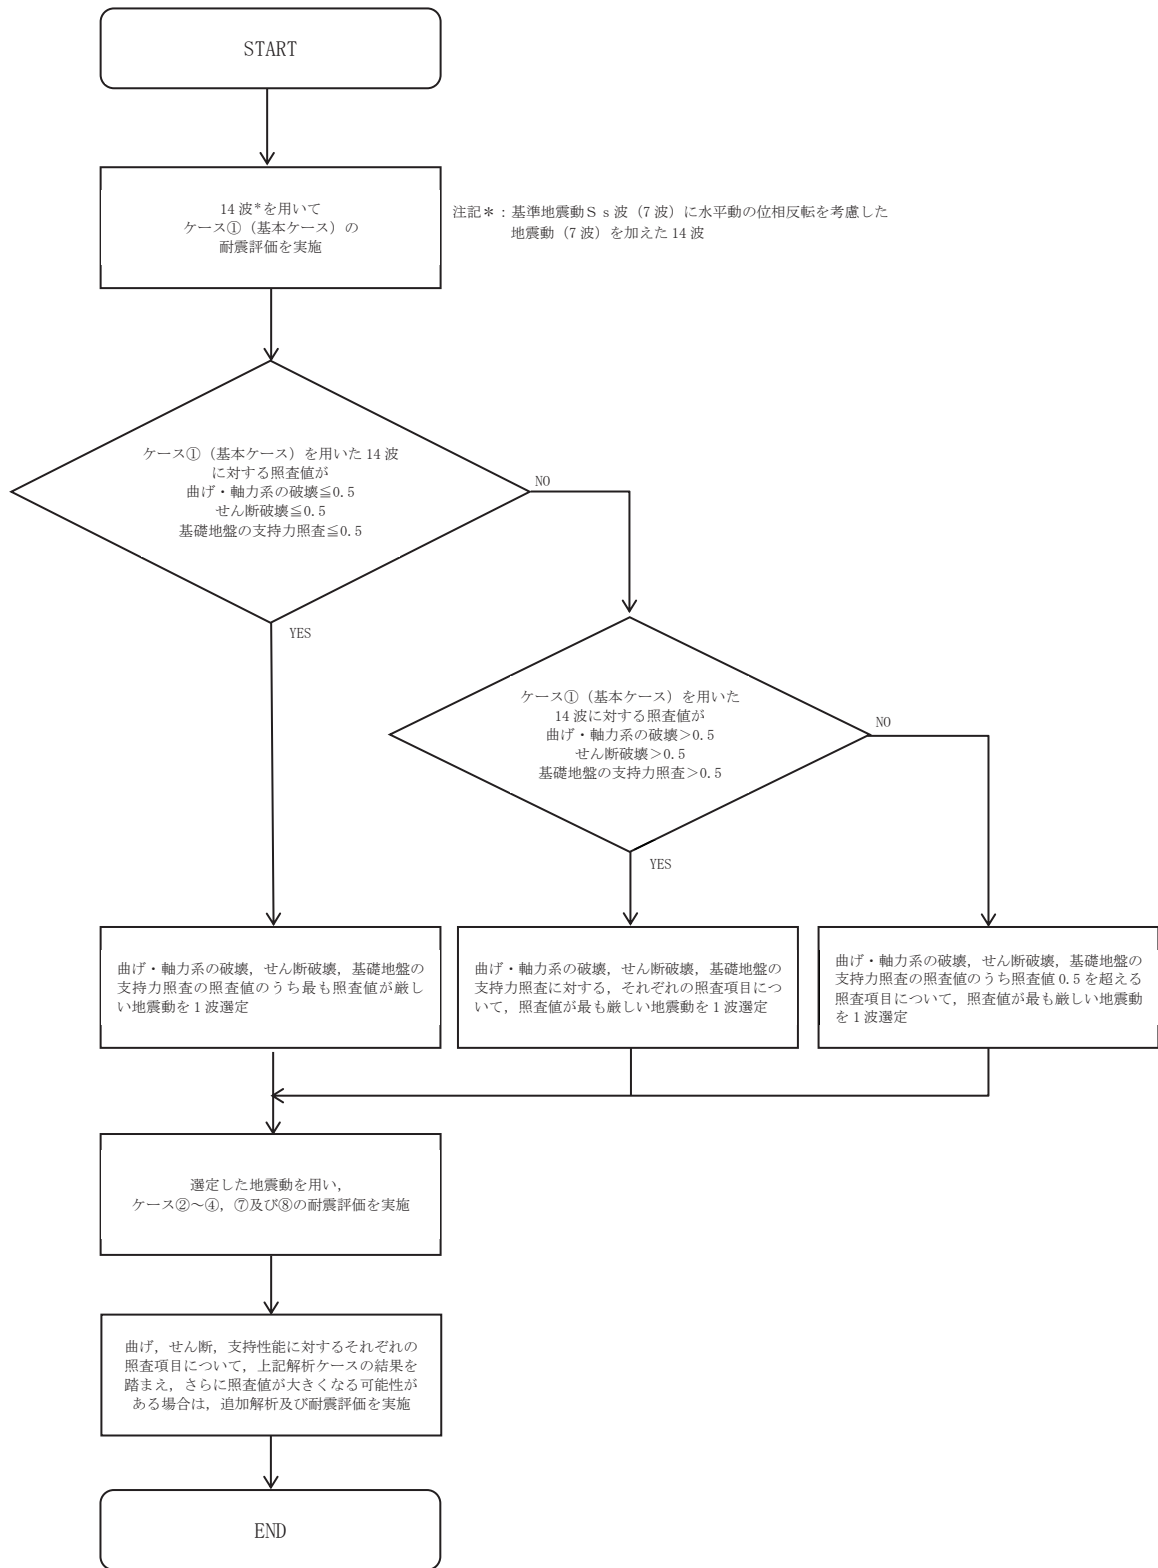 START
14 波*を用いて
ケース①（基本ケース）の
耐震評価を実施
注記＊：基準地震動Ｓｓ波（7 波）に水平動の位相反転を考慮した
地震動（7 波）を加えた 14 波
ケース①（基本ケース）を用いた 14 波
に対する照査値が
曲げ・軸力系の破壊≦0.5
せん断破壊≦0.5
基礎地盤の支持力照査≦0.5
NO
YES
ケース①（基本ケース）を用いた
14 波に対する照査値が
曲げ・軸力系の破壊＞0.5
せん断破壊＞0.5
基礎地盤の支持力照査＞0.5
NO
YES
曲げ・軸力系の破壊，せん断破壊，基礎地盤の
支持力照査の照査値のうち最も照査値が厳し
い地震動を 1 波選定
曲げ・軸力系の破壊，せん断破壊，基礎地盤の
支持力照査に対する，それぞれの照査項目につ
いて，照査値が最も厳しい地震動を 1 波選定
曲げ・軸力系の破壊，せん断破壊，基礎地盤の
支持力照査の照査値のうち照査値 0.5 を超える
照査項目について，照査値が最も厳しい地震動
を 1 波選定
選定した地震動を用い，
ケース②～④，⑦及び⑧の耐震評価を実施
曲げ，せん断，支持性能に対するそれぞれの
照査項目について，上記解析ケースの結果を
踏まえ，さらに照査値が大きくなる可能性が
ある場合は，追加解析及び耐震評価を実施
END